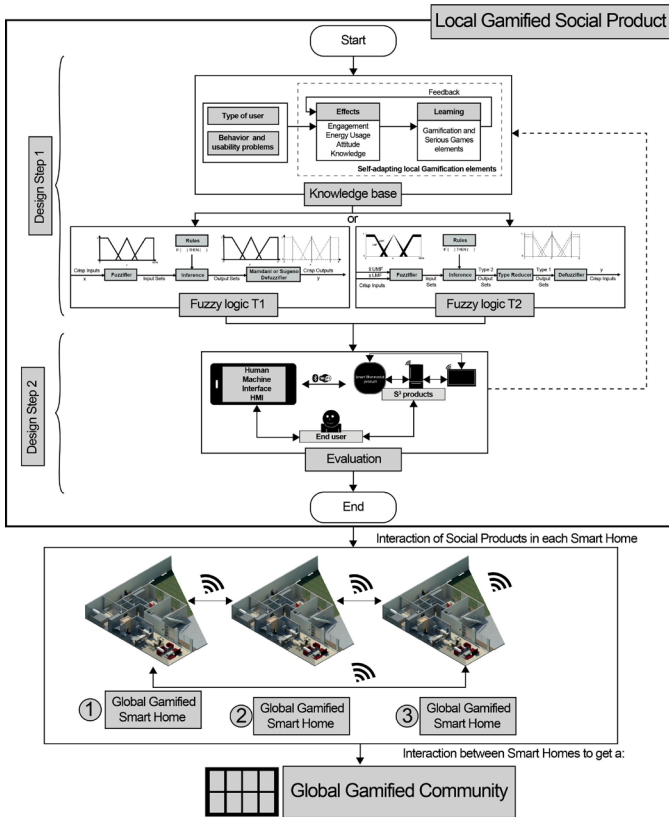 Local Gamified Social Product
Start
Design Step 1
Feedback
Type of user
Behavior and
usability problems
Effects
Engagement
Energy Usage
Attitude
Knowledge
Learning
Gamification and
Serious Games
elements
Self-adapting local Gamification elements
Knowledge base
or
Rules
IF ( ) THEN ( )
Crisp Inputs
x
Fuzzifier
Input Sets
Inference
Output Sets
Mamdani or Sugeno
Defuzzifier
Crisp Outputs
y
Fuzzy logic T1
Rules
IF ( ) THEN ( )
x UMF
x LMF
Crisp Inputs
Fuzzifier
Input
Sets
Inference
Type 2
Output
Sets
Type Reducer
Type 1
Output
Sets
Defuzzifier
y
Crisp Inputs
Fuzzy logic T2
Design Step 2
Human
Machine
Interface
HMI
product
S³ products
End user
Evaluation
End
Interaction of Social Products in each Smart Home
1
Global Gamified
Smart Home
2
Global Gamified
Smart Home
3
Global Gamified
Smart Home
Interaction between Smart Homes to get a:
Global Gamified Community